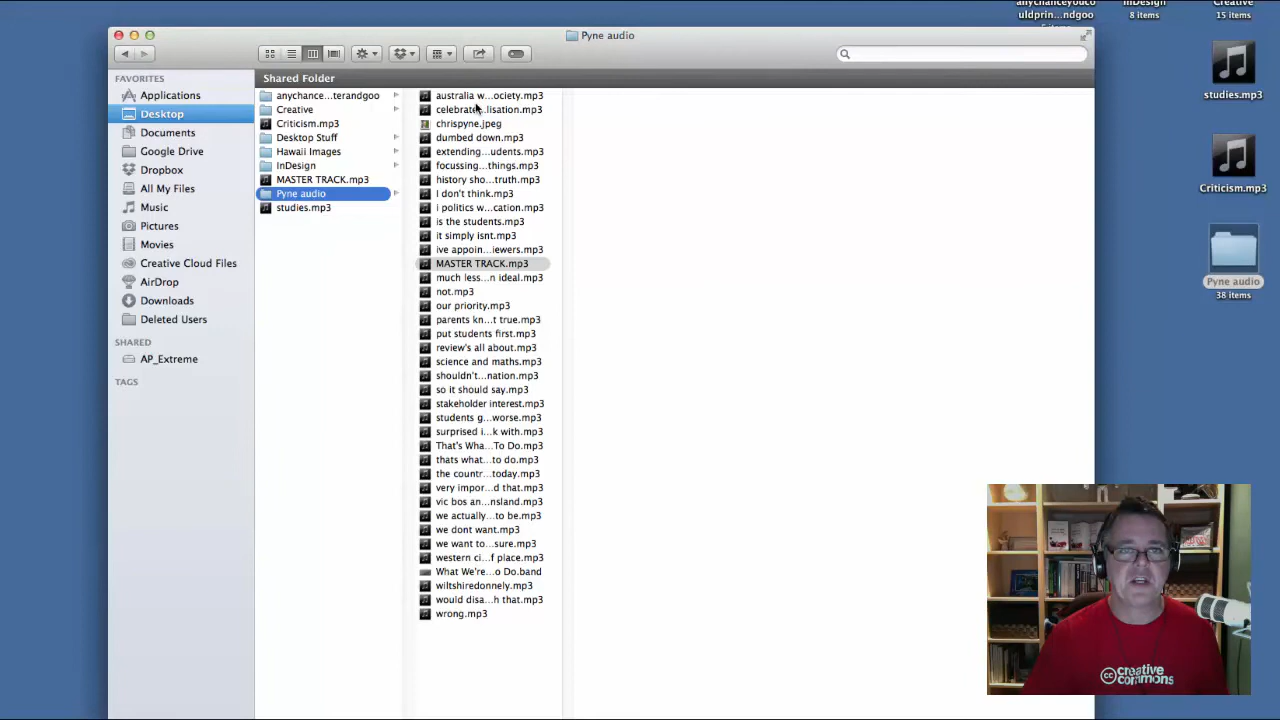 anychanceyouco
uldprin...ndgoo
InDesign
8 items
Creative
15 items
Pyne audio
studies.mp3
Criticism.mp3
Pyne audio
38 items
FAVORITES
Applications
Desktop
Documents
Google Drive
Dropbox
All My Files
Music
Pictures
Movies
Creative Cloud Files
AirDrop
Downloads
Deleted Users
SHARED
AP_Extreme
TAGS
Shared Folder
anychance...terandgoo
Creative
Criticism.mp3
Desktop Stuff
Hawaii Images
InDesign
MASTER TRACK.mp3
Pyne audio
studies.mp3
australia w...ociety.mp3
celebrate...lisation.mp3
chrispyne.jpeg
dumbed down.mp3
extending...udents.mp3
focussing...things.mp3
history sho...truth.mp3
I don't think.mp3
i politics w...cation.mp3
is the students.mp3
it simply isnt.mp3
ive appoin...iewers.mp3
MASTER TRACK.mp3
much less...n ideal.mp3
not.mp3
our priority.mp3
parents kn...t true.mp3
put students first.mp3
review's all about.mp3
science and maths.mp3
shouldn't...nation.mp3
so it should say.mp3
stakeholder interest.mp3
students g...worse.mp3
surprised i...k with.mp3
That's Wha...To Do.mp3
thats what...to do.mp3
the countr...today.mp3
very impor...d that.mp3
vic bos an...nsland.mp3
we actually...to be.mp3
we dont want.mp3
we want to...sure.mp3
western ci...f place.mp3
What We're...o Do.band
wiltshiredonnely.mp3
would disa...h that.mp3
wrong.mp3
cc creative
commons